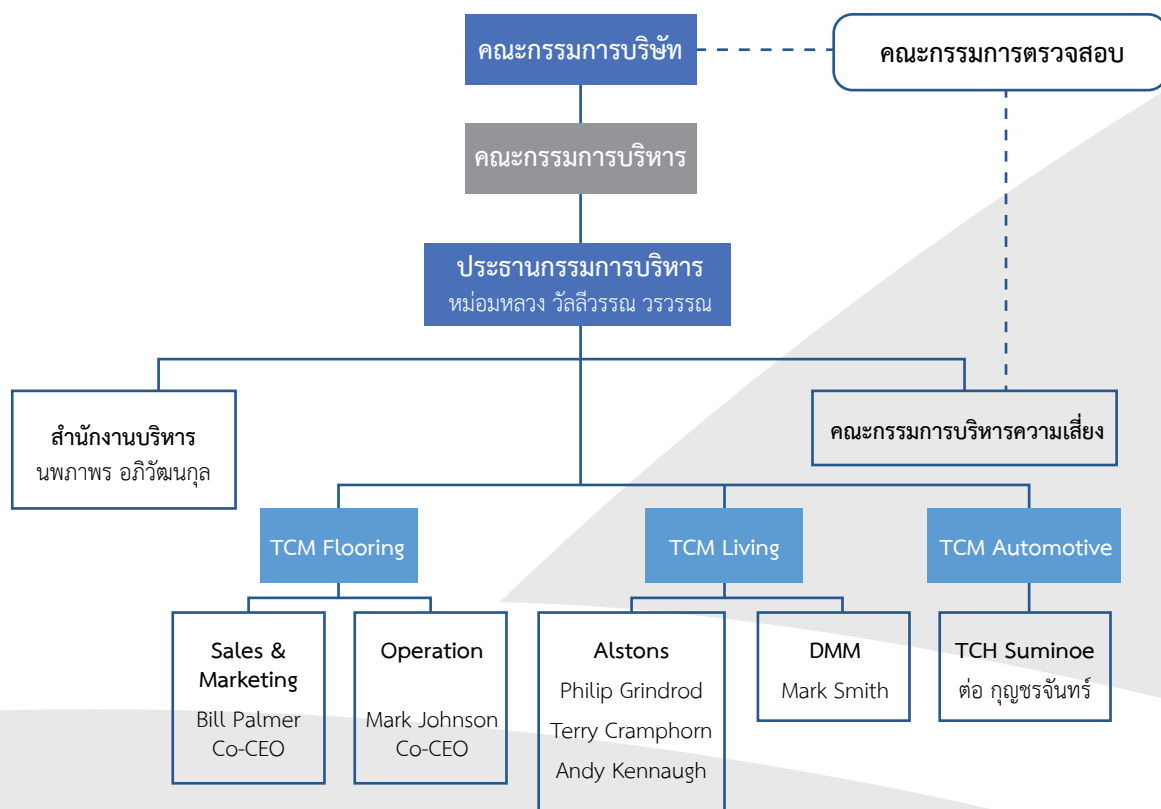 คณะกรรมการบริษัท
คณะกรรมการตรวจสอบ
คณะกรรมการบริหาร
ประธานกรรมการบริหาร
หม่อมหลวง วัลลีวรรณ วรวรรณ
สำนักงานบริหาร
นพภาพร อภิวัฒนกุล
คณะกรรมการบริหารความเสี่ยง
TCM Flooring
TCM Living
TCM Automotive
Sales &
Marketing
Bill Palmer
Co-CEO
Operation
Mark Johnson
Co-CEO
Alstons
Philip Grindrod
Terry Cramphorn
Andy Kennaugh
DMM
Mark Smith
TCH Suminoe
ต่อ กุญชรจันทร์